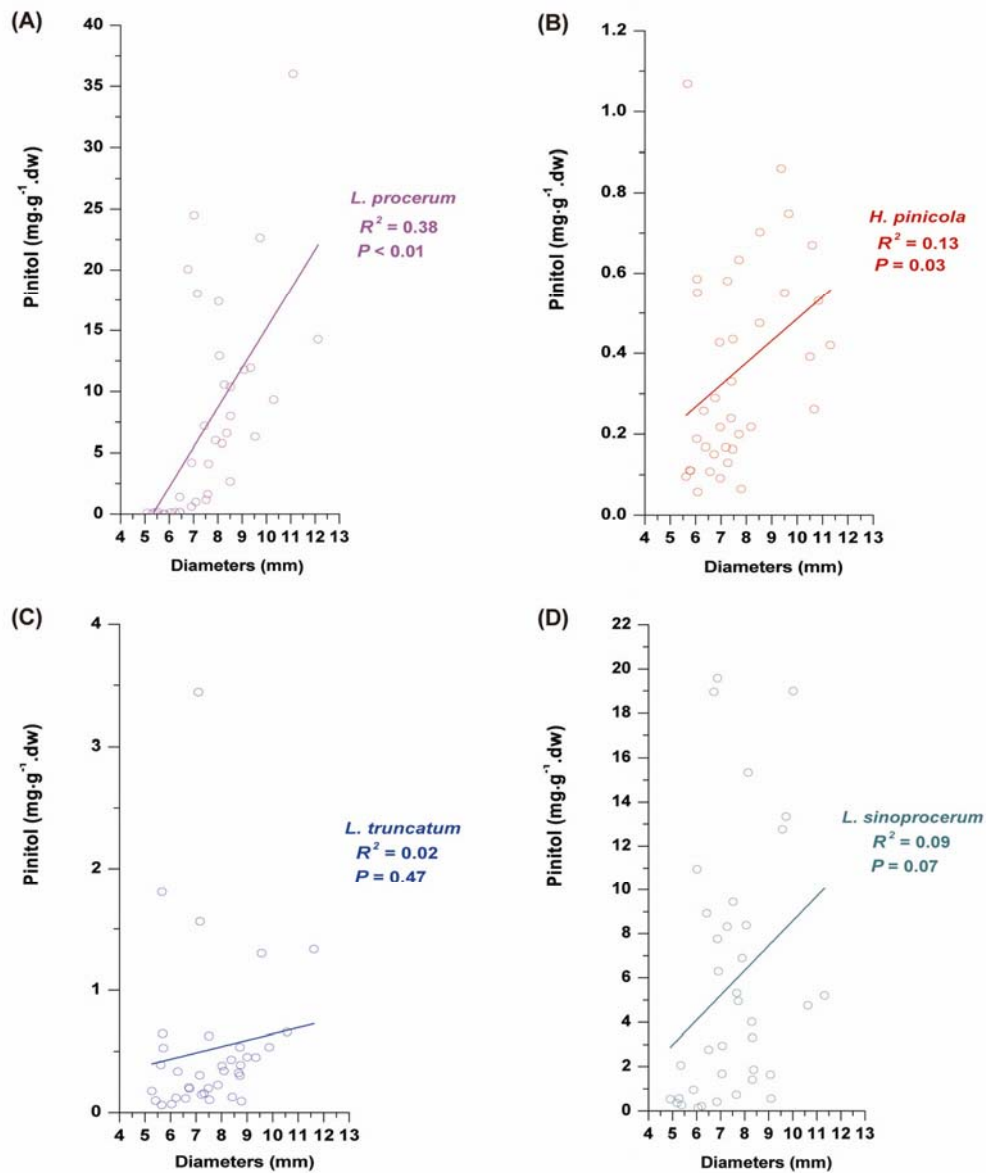 (A)
40
35
30
25
20
15
10
5
0
Pinitol (mg·g⁻¹.dw)
L. procerum
R² = 0.38
P < 0.01
4 5 6 7 8 9 10 11 12 13
Diameters (mm)
(B)
1.2
1.0
0.8
0.6
0.4
0.2
0.0
Pinitol (mg·g⁻¹.dw)
H. pinicola
R² = 0.13
P = 0.03
4 5 6 7 8 9 10 11 12 13
Diameters (mm)
(C)
4
3
2
1
0
Pinitol (mg·g⁻¹.dw)
L. truncatum
R² = 0.02
P = 0.47
4 5 6 7 8 9 10 11 12 13
Diameters (mm)
(D)
22
20
18
16
14
12
10
8
6
4
2
0
Pinitol (mg·g⁻¹.dw)
L. sinoprocerum
R² = 0.09
P = 0.07
4 5 6 7 8 9 10 11 12 13
Diameters (mm)